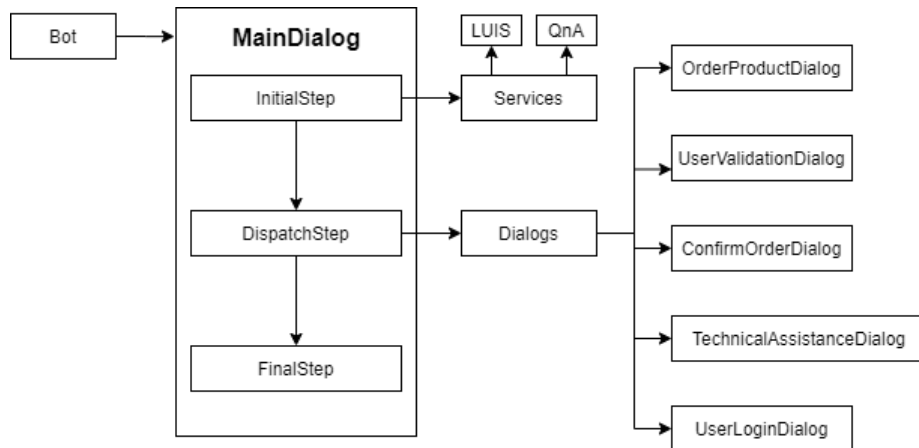 Bot
MainDialog
InitialStep
DispatchStep
FinalStep
LUIS
QnA
Services
Dialogs
OrderProductDialog
UserValidationDialog
ConfirmOrderDialog
TechnicalAssistanceDialog
UserLoginDialog